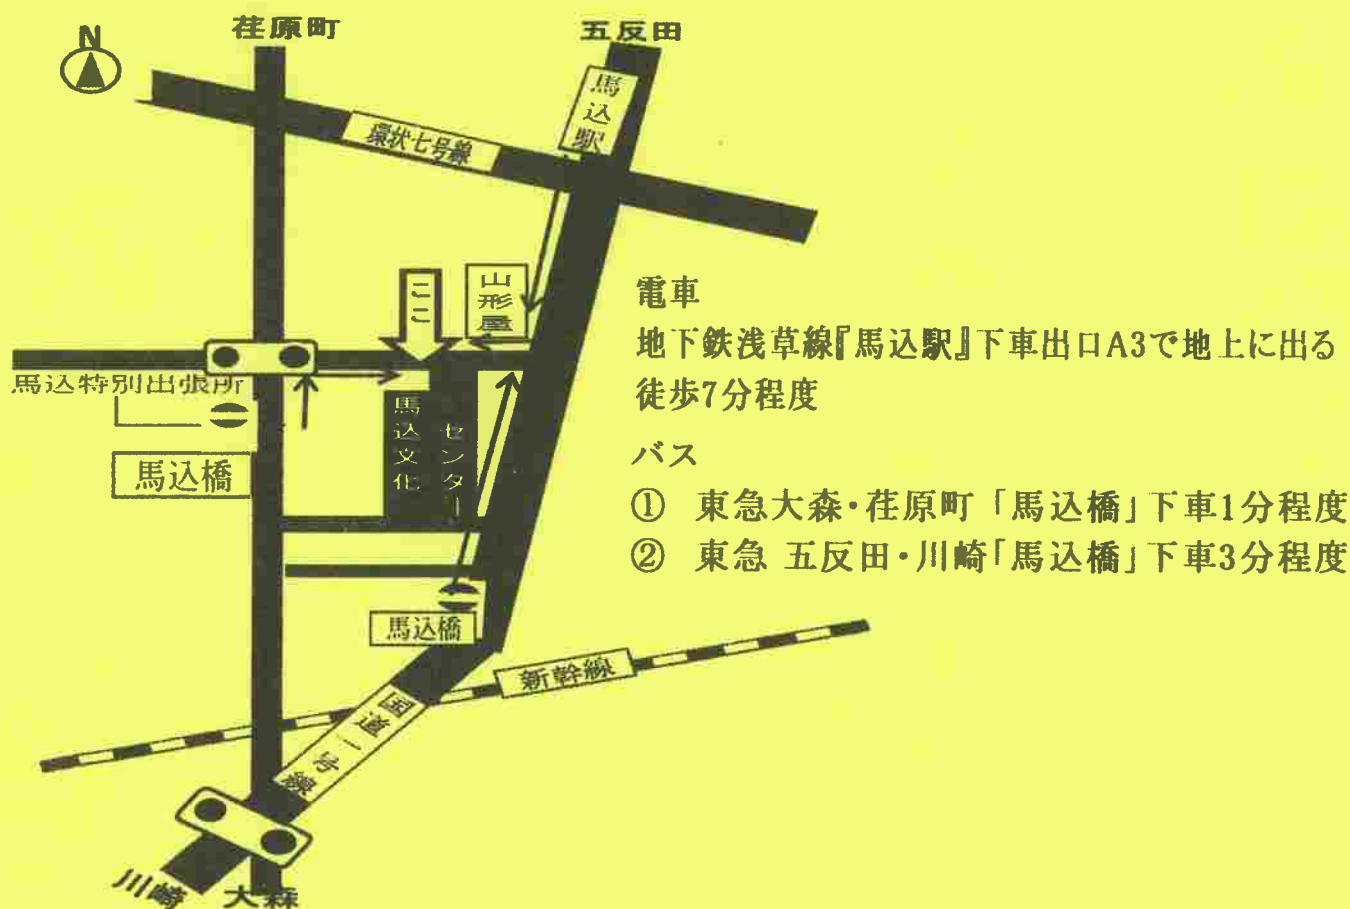 N
荏原町
五反田
馬込駅
環状七号線
ここ
山形屋
馬込特別出張所
馬込橋
馬込文化
センター
馬込橋
新幹線
国道一号線
川崎
大森
電車
地下鉄浅草線『馬込駅』下車出口A3で地上に出る
徒歩7分程度
バス
① 東急大森・荏原町「馬込橋」下車1分程度
② 東急 五反田・川崎「馬込橋」下車3分程度